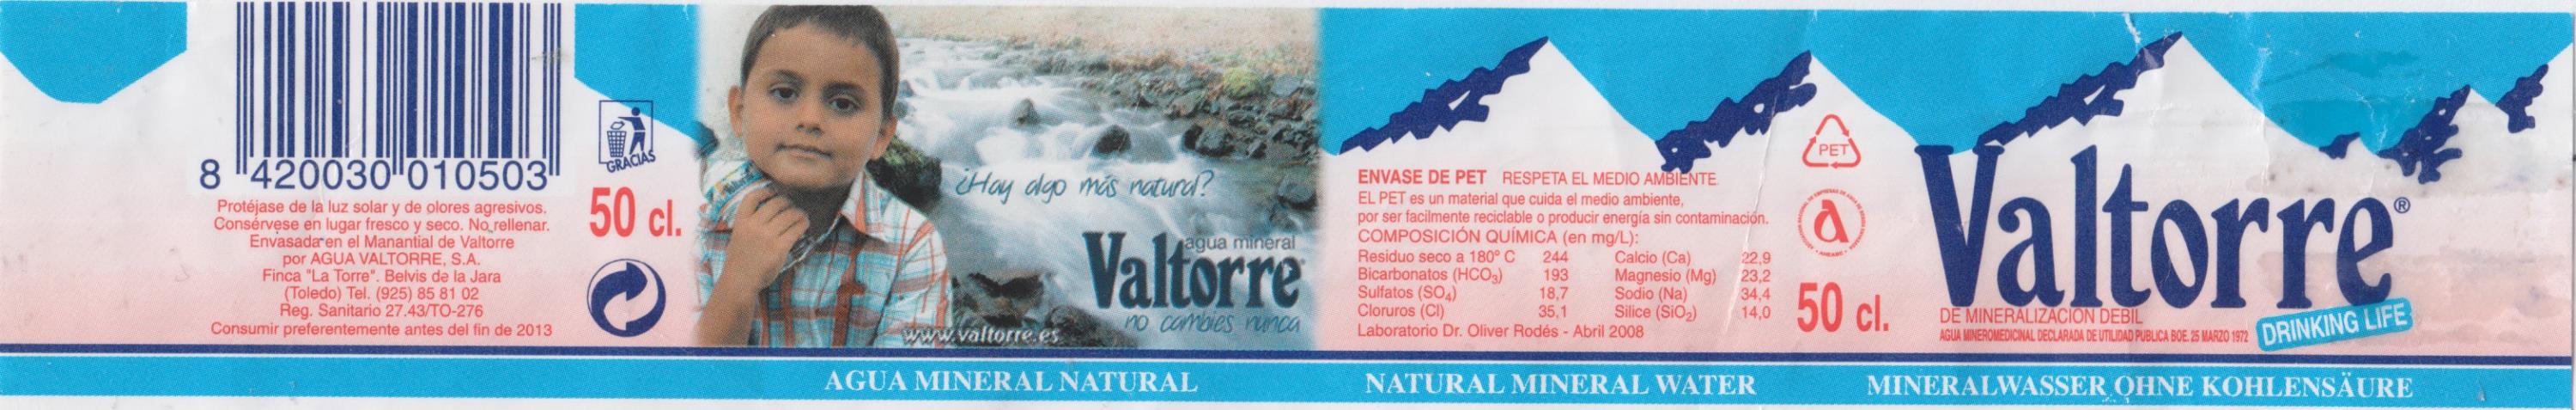 8 420030 010503
Protéjase de la luz solar y de olores agresivos.
Consérvese en lugar fresco y seco. No rellenar.
Envasada en el Manantial de Valtorre
por AGUA VALTORRE, S.A.
Finca "La Torre". Belvis de la Jara
(Toledo) Tel. (925) 85 81 02
Reg. Sanitario 27.43/TO-276
Consumir preferentemente antes del fin de 2013
GRACIAS
50 cl.
¿Hay algo más natural?
agua mineral
Valtorre
no cambies nunca
www.valtorre.es
ENVASE DE PET RESPETA EL MEDIO AMBIENTE.
EL PET es un material que cuida el medio ambiente,
por ser facilmente reciclable o producir energía sin contaminación.
COMPOSICIÓN QUÍMICA (en mg/L):
Residuo seco a 180º C 244 Calcio (Ca) 22,9
Bicarbonatos (HCO₃) 193 Magnesio (Mg) 23,2
Sulfatos (SO₄) 18,7 Sodio (Na) 34,4
Cloruros (Cl) 35,1 Silice (SiO₂) 14,0
Laboratorio Dr. Oliver Rodés - Abril 2008
PET
50 cl.
Valtorre®
DE MINERALIZACIÓN DEBIL
AGUA MINEROMEDICINAL DECLARADA DE UTILIDAD PUBLICA BOE. 25 MARZO 1972
DRINKING LIFE
AGUA MINERAL NATURAL
NATURAL MINERAL WATER
MINERALWASSER OHNE KOHLENSÄURE